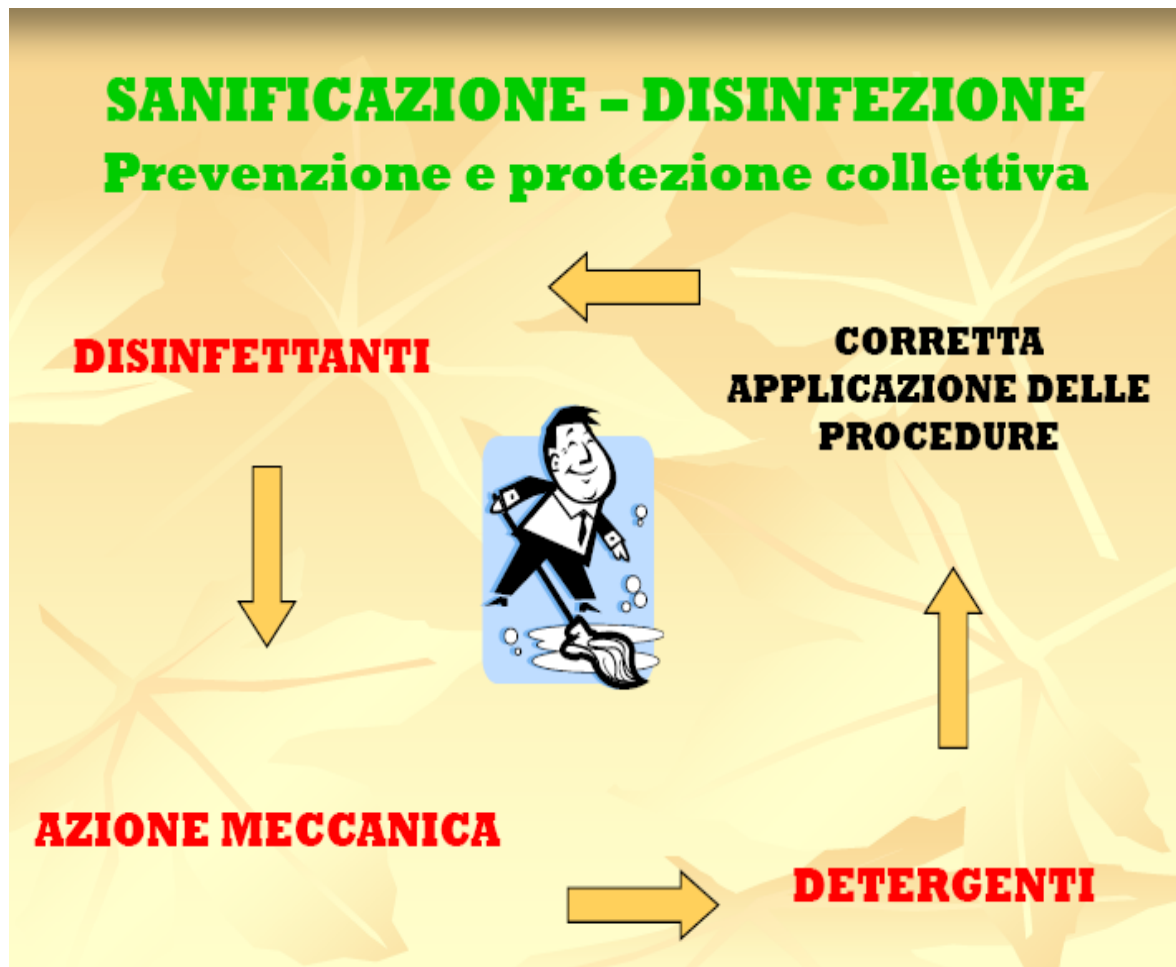 SANIFICAZIONE – DISINFEZIONE
Prevenzione e protezione collettiva
DISINFETTANTI
CORRETTA
APPLICAZIONE DELLE
PROCEDURE
AZIONE MECCANICA
DETERGENTI